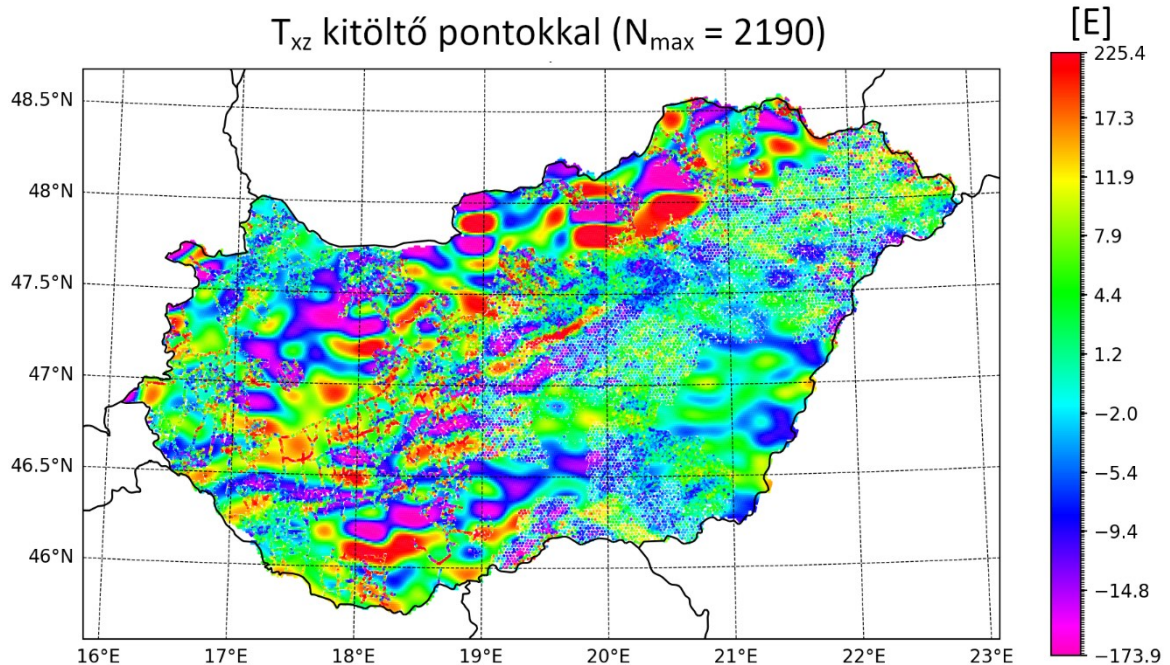 T_xz kitöltő pontokkal (N_max = 2190)
[E]
225.4
17.3
11.9
7.9
4.4
1.2
−2.0
−5.4
−9.4
−14.8
−173.9
48.5°N
48°N
47.5°N
47°N
46.5°N
46°N
16°E 17°E 18°E 19°E 20°E 21°E 22°E 23°E